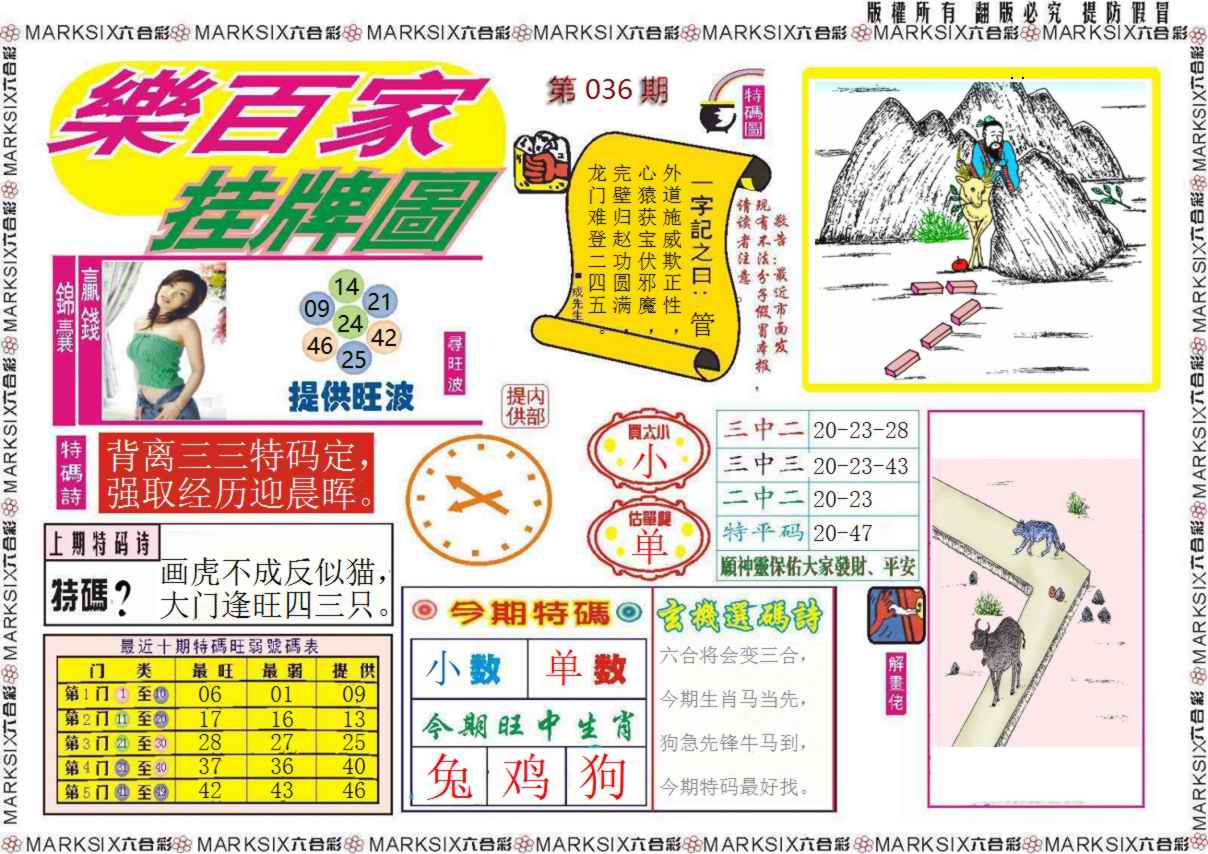 版權所有 翻版必究 提防假冒
MARKSIX六合彩 MARKSIX六合彩 MARKSIX六合彩 MARKSIX六合彩 MARKSIX六合彩 MARKSIX六合彩 MARKSIX六合彩
樂百家
挂牌圖
第 036 期
特碼圖
一字記之曰：管
外道施威欺正性，
心猿获宝伏邪魔，
完璧归赵功圆满，
龙门难登二四五。
■成先生
敬告：最近市面发
现有不法分子假冒本报，
请读者注意。
贏錢
錦囊
14
09
21
24
46
42
25
提供旺波
尋旺波
内部
提供
特碼詩
背离三三特码定，
强取经历迎晨晖。
上期特码诗
特碼？
画虎不成反似猫，
大门逢旺四三只。
買大小
小
估單雙
单
三中二 20-23-28
三中三 20-23-43
二中二 20-23
特平码 20-47
願神靈保佑大家發財、平安
最近十期特碼旺弱號碼表
门 类 最 旺 最 弱 提 供
第1门 1 至 10 06 01 09
第2门 11 至 20 17 16 13
第3门 21 至 30 28 27 25
第4门 31 至 40 37 36 40
第5门 41 至 42 43 46
今期特碼
小数 单数
今期旺中生肖
兔 鸡 狗
玄機選碼詩
六合将会变三合，
今期生肖马当先，
狗急先锋牛马到，
今期特码最好找。
解畫佬
MARKSIX六合彩 MARKSIX六合彩 MARKSIX六合彩 MARKSIX六合彩 MARKSIX六合彩 MARKSIX六合彩 MARKSIX六合彩